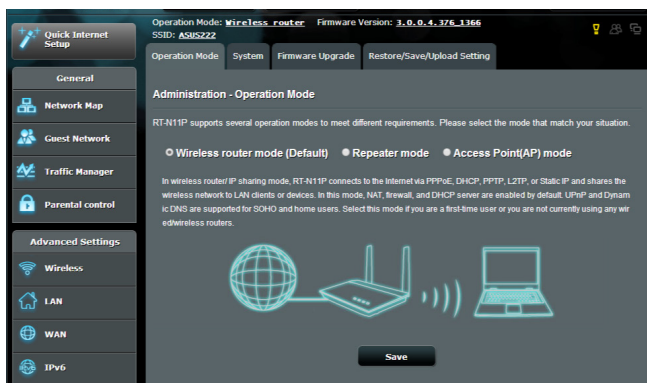 Operation Mode: Wireless router Firmware Version: 3.0.0.4.376_1366
SSID: ASUS222
Quick Internet
Setup
General
Network Map
Guest Network
Traffic Manager
Parental control
Advanced Settings
Wireless
LAN
WAN
IPv6
Operation Mode System Firmware Upgrade Restore/Save/Upload Setting
Administration - Operation Mode
RT-N11P supports several operation modes to meet different requirements. Please select the mode that match your situation.
Wireless router mode (Default) Repeater mode Access Point(AP) mode
In wireless router/ IP sharing mode, RT-N11P connects to the Internet via PPPoE, DHCP, PPTP, L2TP, or Static IP and shares the
wireless network to LAN clients or devices. In this mode, NAT, firewall, and DHCP server are enabled by default. UPnP and Dynam
ic DNS are supported for SOHO and home users. Select this mode if you are a first-time user or you are not currently using any wir
ed/wireless routers.
Save